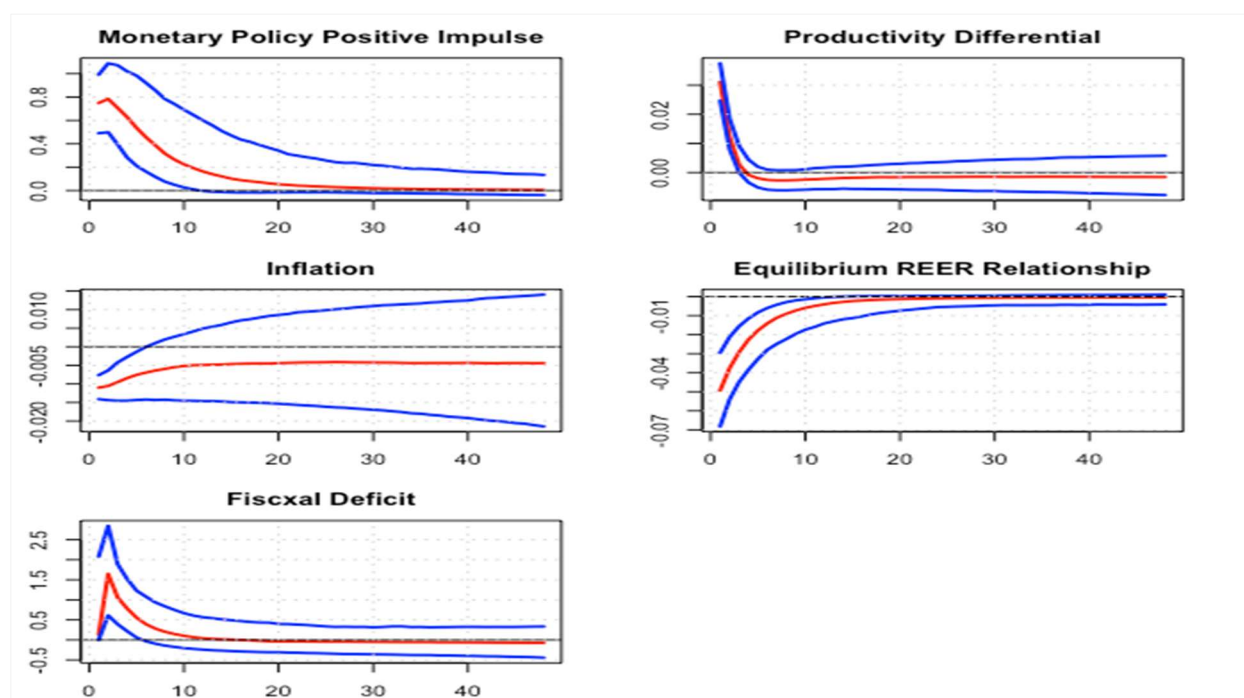 Monetary Policy Positive Impulse
0.8
0.4
0.0
0 10 20 30 40
Productivity Differential
0.02
0.00
0 10 20 30 40
Inflation
0.010
-0.005
-0.020
0 10 20 30 40
Equilibrium REER Relationship
-0.01
-0.04
-0.07
0 10 20 30 40
Fiscxal Deficit
2.5
1.5
0.5
-0.5
0 10 20 30 40